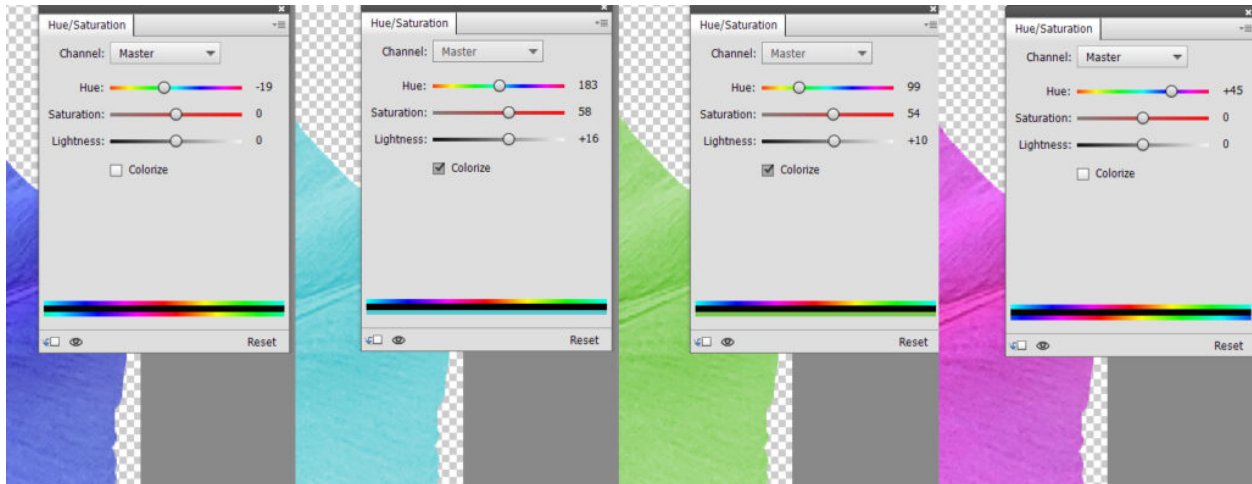 Hue/Saturation
Channel: Master
Hue: -19
Saturation: 0
Lightness: 0
Colorize
Reset
Hue/Saturation
Channel: Master
Hue: 183
Saturation: 58
Lightness: +16
Colorize
Reset
Hue/Saturation
Channel: Master
Hue: 99
Saturation: 54
Lightness: +10
Colorize
Reset
Hue/Saturation
Channel: Master
Hue: +45
Saturation: 0
Lightness: 0
Colorize
Reset